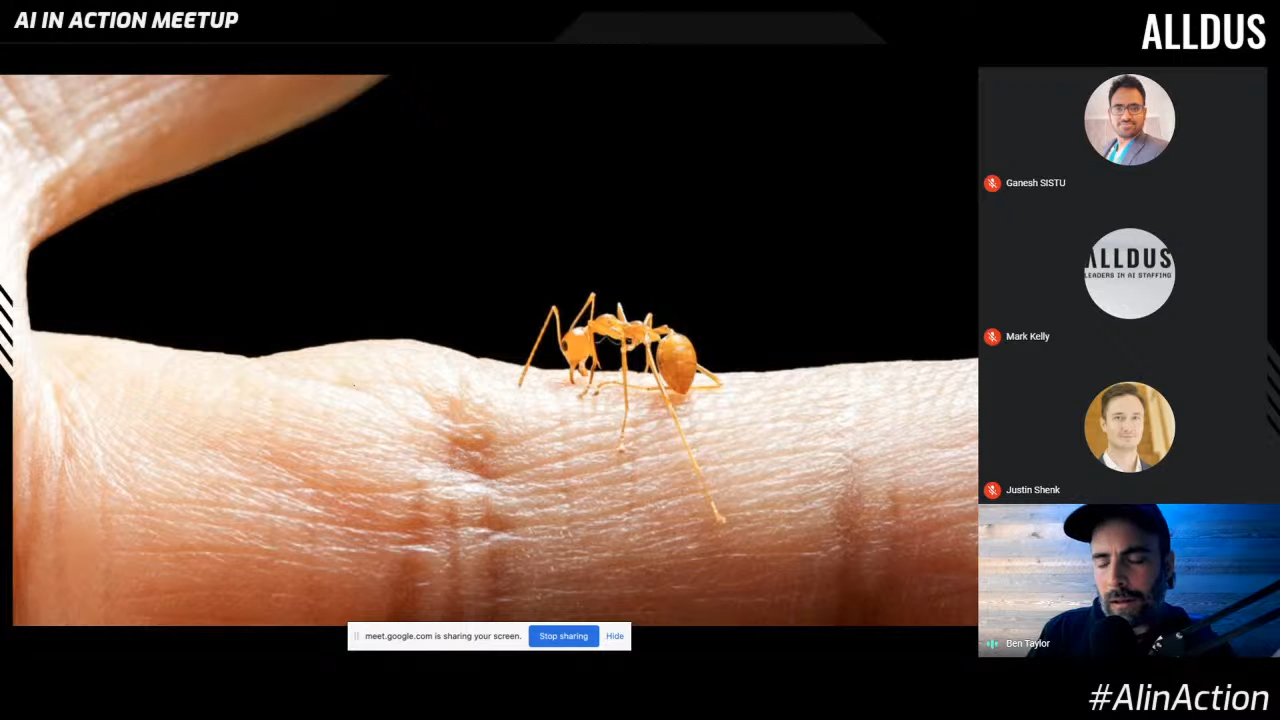 AI IN ACTION MEETUP
ALLDUS
Ganesh SISTU
ALLDUS
LEADERS IN AI STAFFING
Mark Kelly
Justin Shenk
meet.google.com is sharing your screen.
Stop sharing
Hide
Ben Taylor
#AIinAction